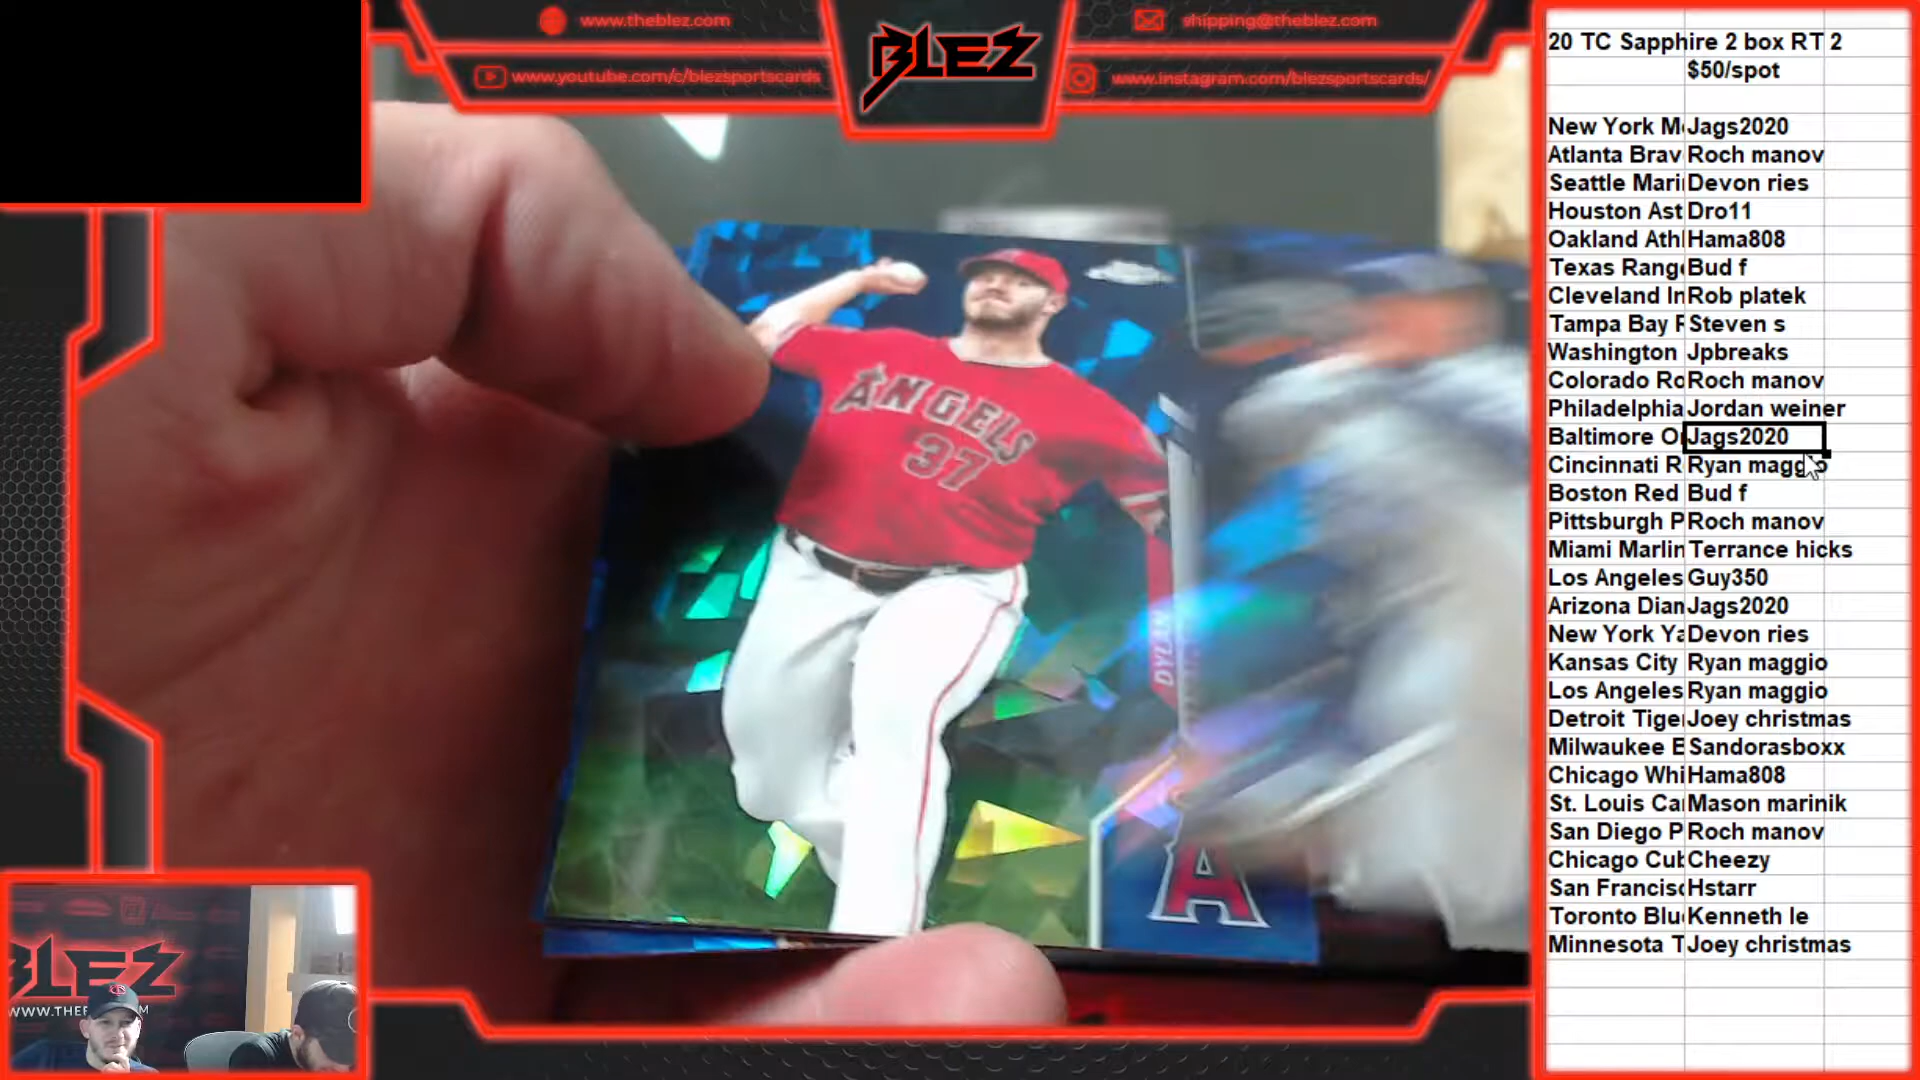 www.theblez.com
shipping@theblez.com
www.youtube.com/c/blezsportscards
www.instagram.com/blezsportscards/
BLEZ
20 TC Sapphire 2 box RT 2
$50/spot
New York M Jags2020
Atlanta Brav Roch manov
Seattle Mari Devon ries
Houston Ast Dro11
Oakland Athl Hama808
Texas Range Bud f
Cleveland In Rob platek
Tampa Bay R Steven s
Washington Jpbreaks
Colorado Ro Roch manov
Philadelphia Jordan weiner
Baltimore O Jags2020
Cincinnati R Ryan maggio
Boston Red Bud f
Pittsburgh P Roch manov
Miami Marlin Terrance hicks
Los Angeles Guy350
Arizona Diam Jags2020
New York Ya Devon ries
Kansas City Ryan maggio
Los Angeles Ryan maggio
Detroit Tige Joey christmas
Milwaukee B Sandorasboxx
Chicago Whi Hama808
St. Louis Ca Mason marinik
San Diego P Roch manov
Chicago Cub Cheezy
San Francisc Hstarr
Toronto Blu Kenneth le
Minnesota T Joey christmas
ANGELS
37
DYLAN
A
BLEZ